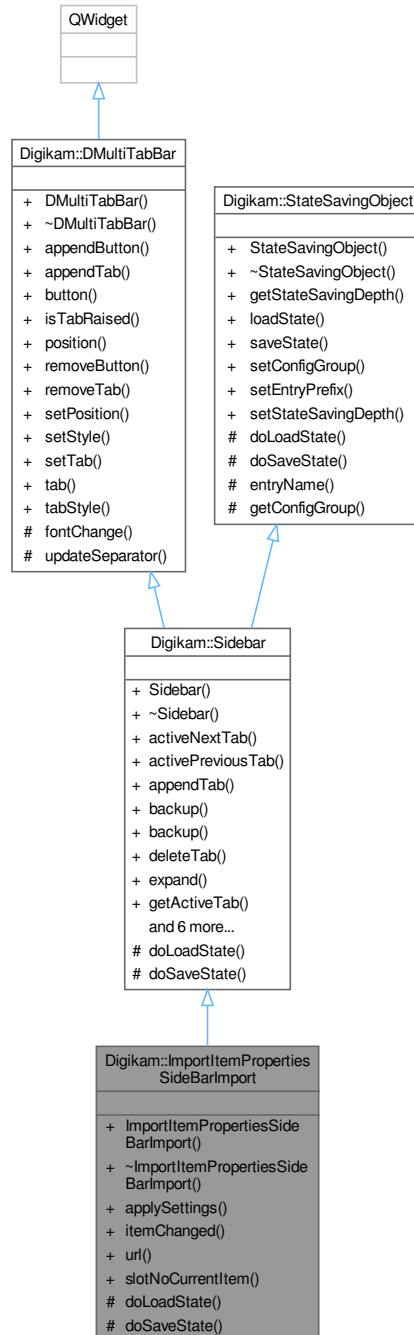 QWidget
Digikam::DMultiTabBar
+ DMultiTabBar()
+ ~DMultiTabBar()
+ appendButton()
+ appendTab()
+ button()
+ isTabRaised()
+ position()
+ removeButton()
+ removeTab()
+ setPosition()
+ setStyle()
+ setTab()
+ tab()
+ tabStyle()
# fontChange()
# updateSeparator()
Digikam::StateSavingObject
+ StateSavingObject()
+ ~StateSavingObject()
+ getStateSavingDepth()
+ loadState()
+ saveState()
+ setConfigGroup()
+ setEntryPrefix()
+ setStateSavingDepth()
# doLoadState()
# doSaveState()
# entryName()
# getConfigGroup()
Digikam::Sidebar
+ Sidebar()
+ ~Sidebar()
+ activeNextTab()
+ activePreviousTab()
+ appendTab()
+ backup()
+ backup()
+ deleteTab()
+ expand()
+ getActiveTab()
and 6 more...
# doLoadState()
# doSaveState()
Digikam::ImportItemProperties
SideBarImport
+ ImportItemPropertiesSide
BarImport()
+ ~ImportItemPropertiesSide
BarImport()
+ applySettings()
+ itemChanged()
+ url()
+ slotNoCurrentItem()
# doLoadState()
# doSaveState()